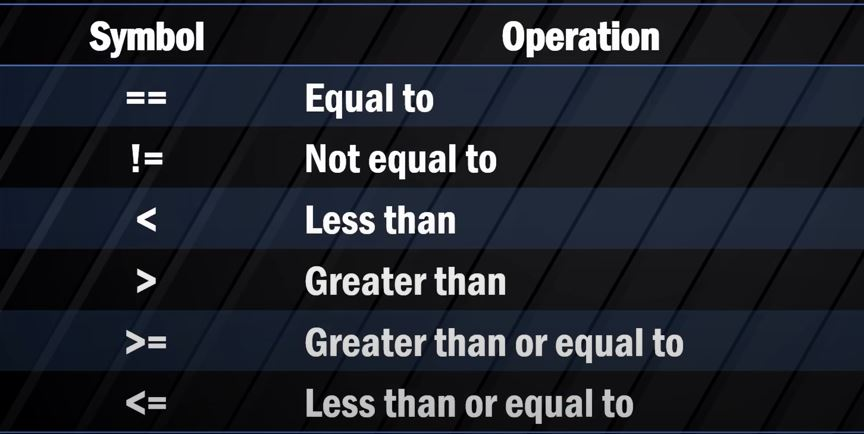 Symbol Operation
== Equal to
!= Not equal to
< Less than
> Greater than
>= Greater than or equal to
<= Less than or equal to